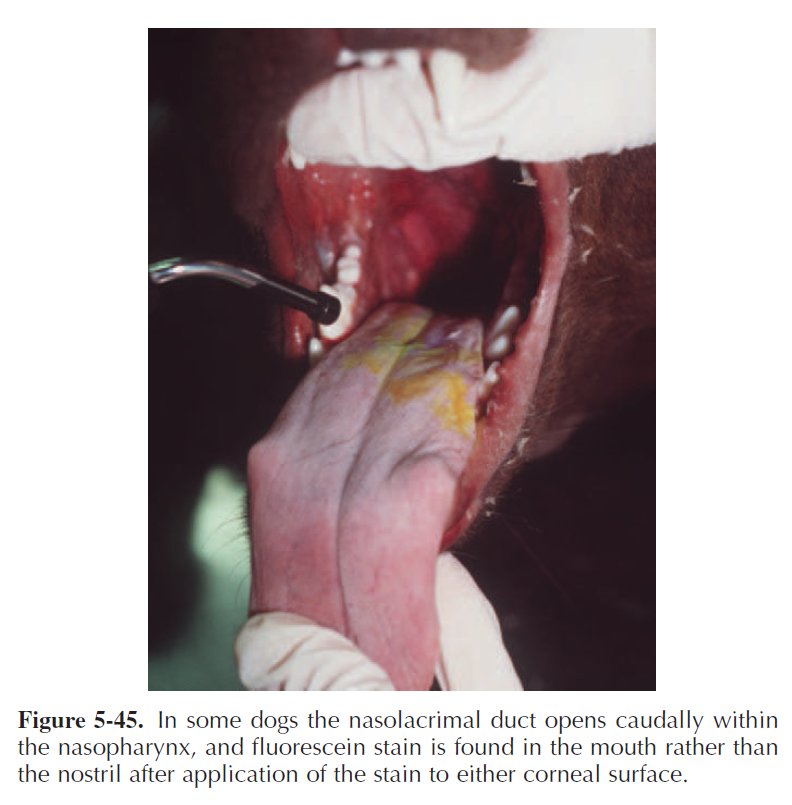 Figure 5-45. In some dogs the nasolacrimal duct opens caudally within
the nasopharynx, and fluorescein stain is found in the mouth rather than
the nostril after application of the stain to either corneal surface.